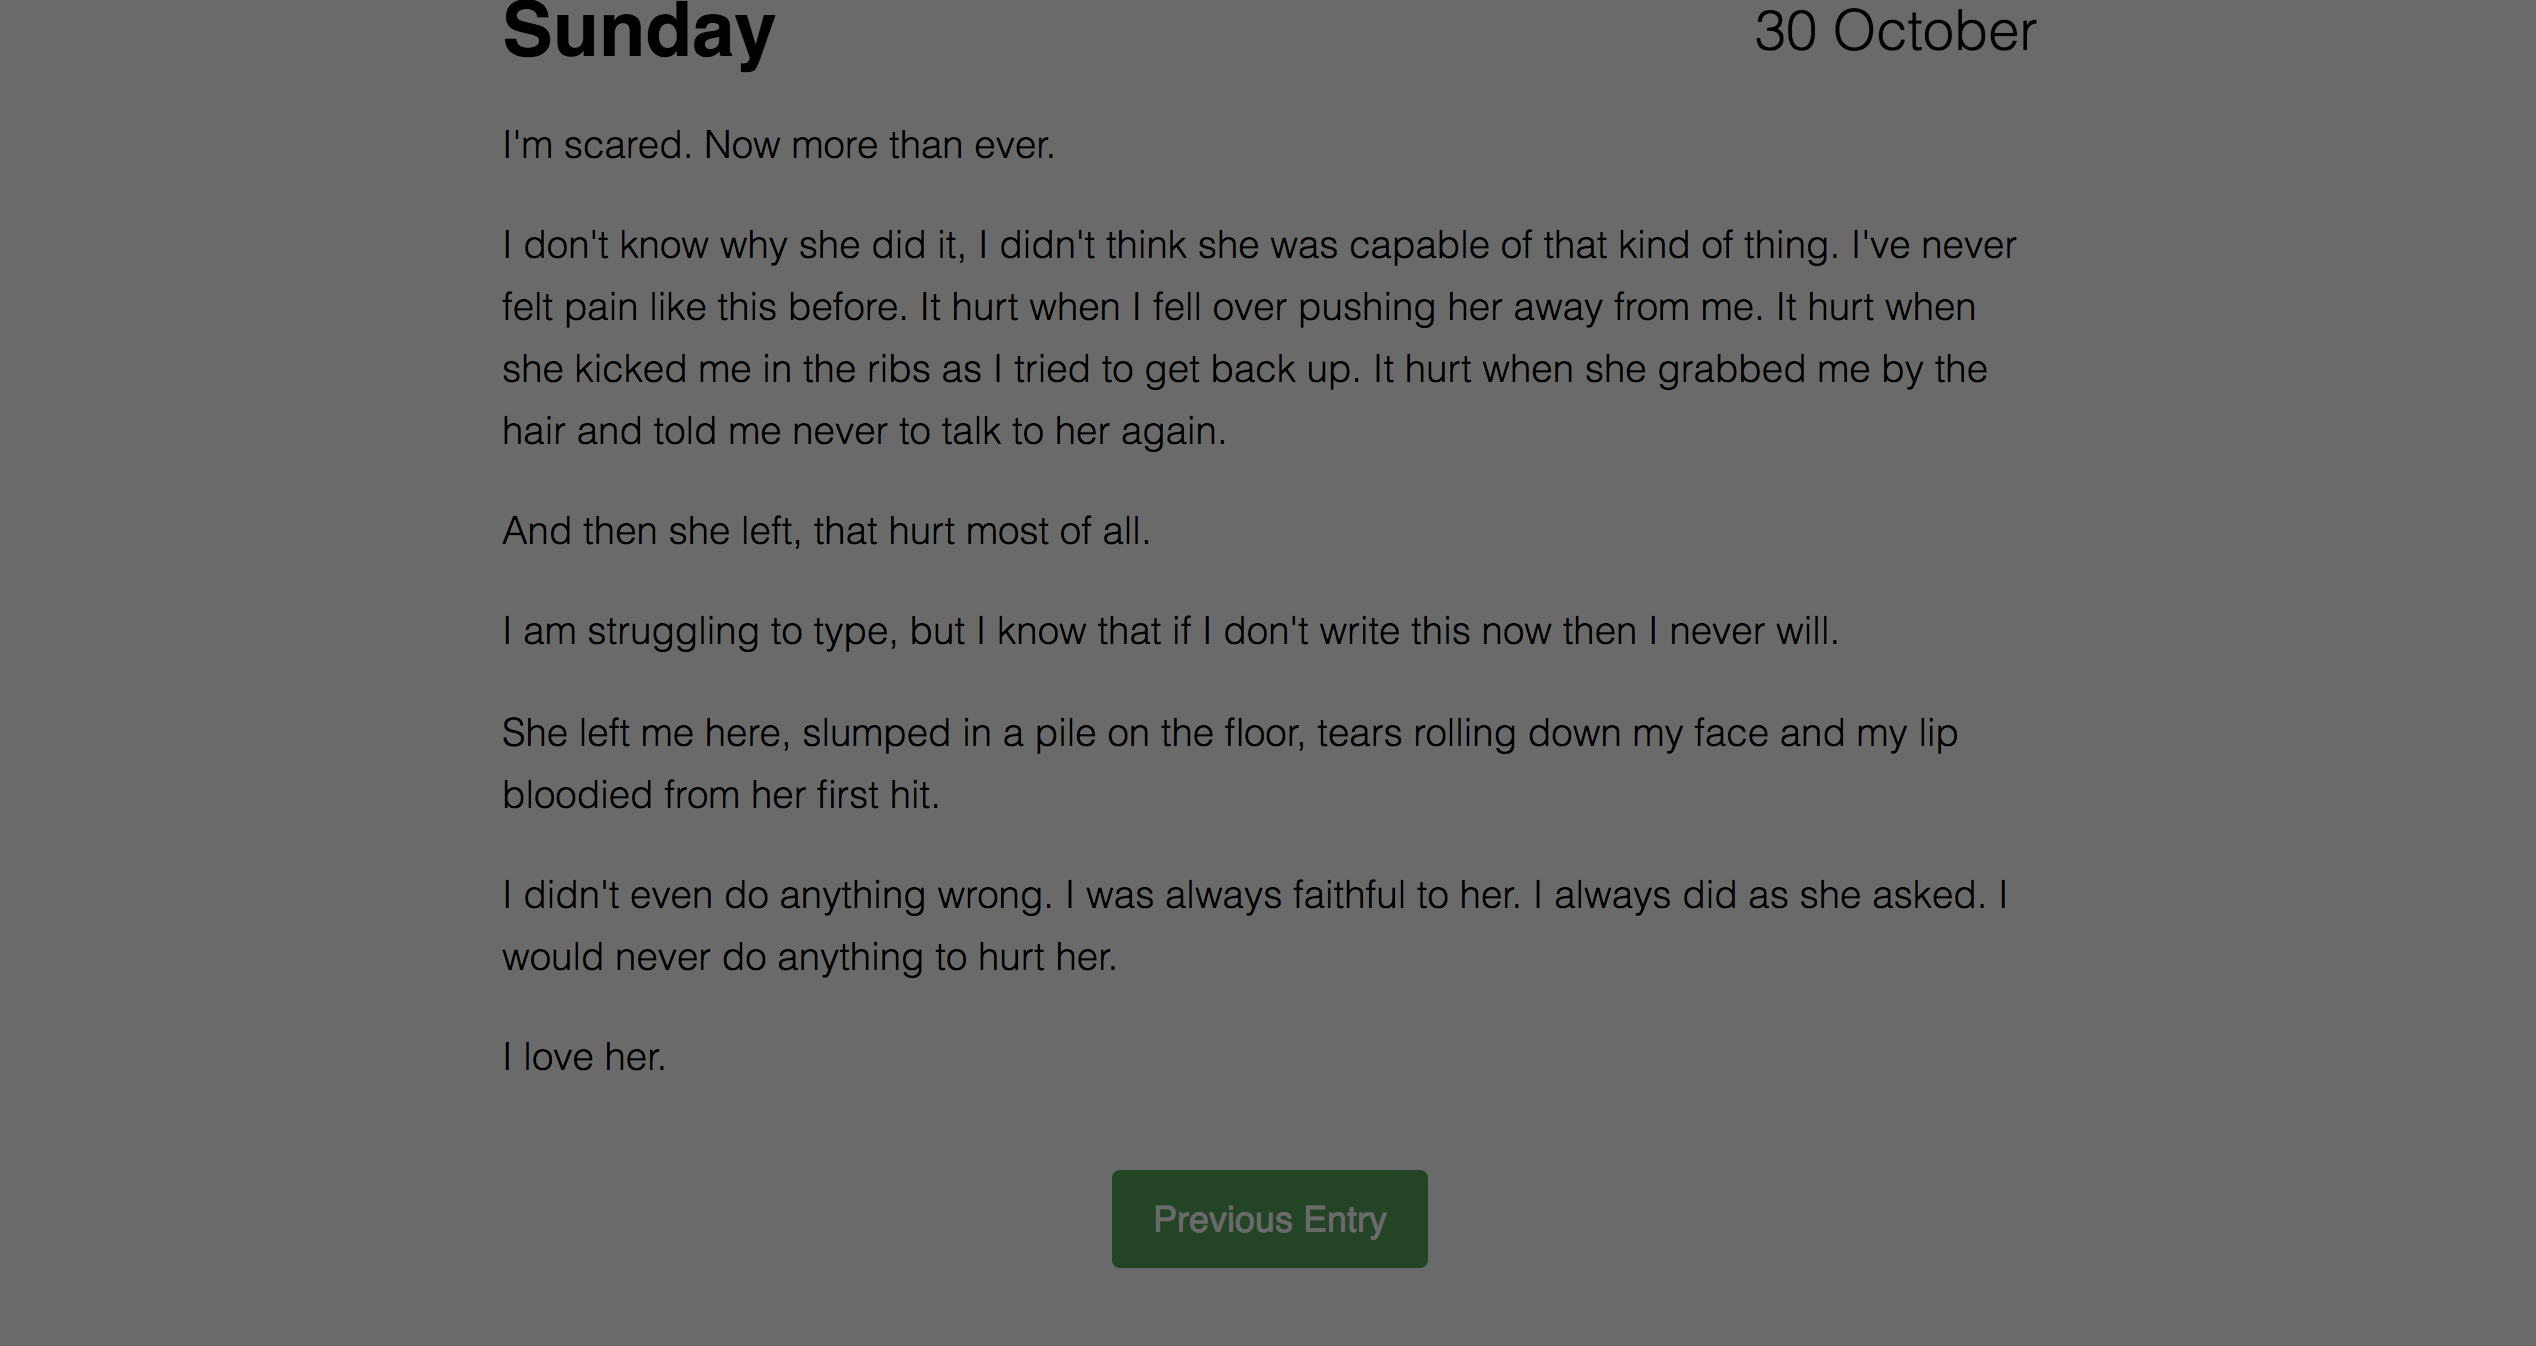 Sunday
30 October
I'm scared. Now more than ever.
I don't know why she did it, I didn't think she was capable of that kind of thing. I've never
felt pain like this before. It hurt when I fell over pushing her away from me. It hurt when
she kicked me in the ribs as I tried to get back up. It hurt when she grabbed me by the
hair and told me never to talk to her again.
And then she left, that hurt most of all.
I am struggling to type, but I know that if I don't write this now then I never will.
She left me here, slumped in a pile on the floor, tears rolling down my face and my lip
bloodied from her first hit.
I didn't even do anything wrong. I was always faithful to her. I always did as she asked. I
would never do anything to hurt her.
I love her.
Previous Entry